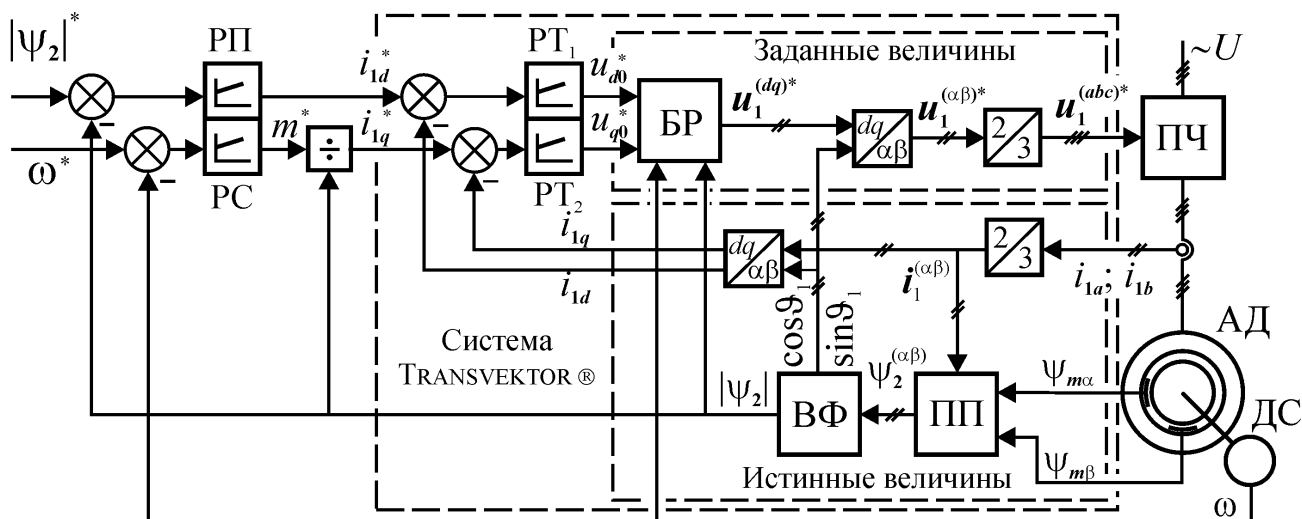 |ψ₂|*
РП
i₁d*
РТ₁
u_d0*
Заданные величины
~U
БР
u₁^(dq)*
dq
αβ
u₁^(αβ)*
2
3
u₁^(abc)*
ПЧ
ω*
m*
÷
i₁q*
u_q0*
РС
РТ₂
i₁q
i₁d
dq
αβ
i₁^(αβ)
2
3
i₁a; i₁b
cosϑ₁
sinϑ₁
Система
TRANSVEKTOR ®
|ψ₂|
ВФ
ψ₂^(αβ)
ПП
ψmα
ψmβ
АД
ДС
Истинные величины
ω